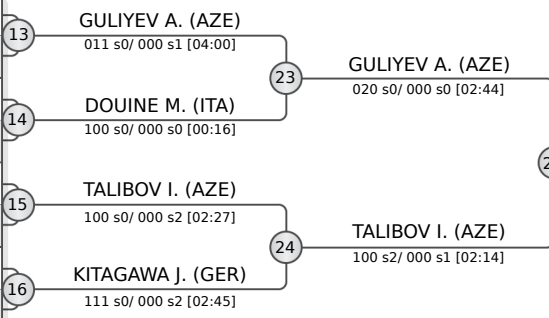 13
GULIYEV A. (AZE)
011 s0/ 000 s1 [04:00]
14
DOUINE M. (ITA)
100 s0/ 000 s0 [00:16]
23
GULIYEV A. (AZE)
020 s0/ 000 s0 [02:44]
15
TALIBOV I. (AZE)
100 s0/ 000 s2 [02:27]
16
KITAGAWA J. (GER)
111 s0/ 000 s2 [02:45]
24
TALIBOV I. (AZE)
100 s2/ 000 s1 [02:14]